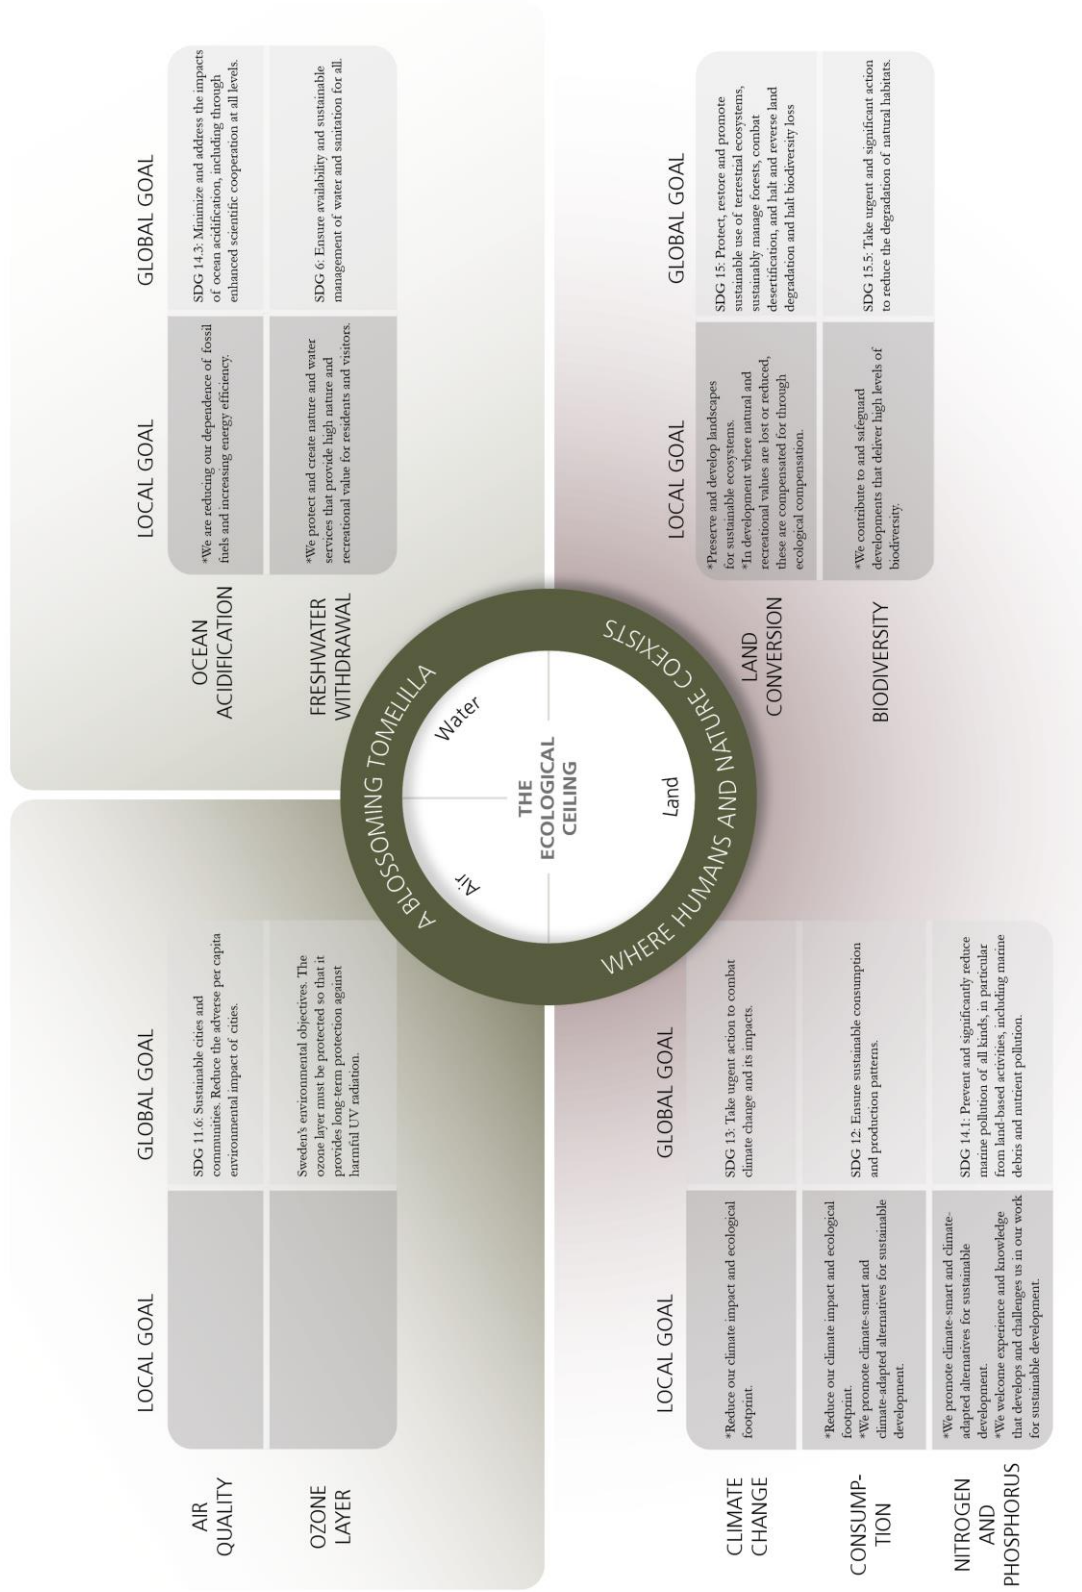 LOCAL GOAL
GLOBAL GOAL
AIR
QUALITY
SDG 11.6: Sustainable cities and
communities. Reduce the adverse per capita
environmental impact of cities.
OZONE
LAYER
Sweden's environmental objectives. The
ozone layer must be protected so that it
provides long-term protection against
harmful UV radiation.
LOCAL GOAL
GLOBAL GOAL
OCEAN
ACIDIFICATION
*We are reducing our dependence of fossil
fuels and increasing energy efficiency.
SDG 14.3: Minimize and address the impacts
of ocean acidification, including through
enhanced scientific cooperation at all levels.
FRESHWATER
WITHDRAWAL
*We protect and create nature and water
services that provide high nature and
recreational value for residents and visitors.
SDG 6: Ensure availability and sustainable
management of water and sanitation for all.
A BLOSSOMING TOMELILLA
Air
Water
THE
ECOLOGICAL
CEILING
Land
WHERE HUMANS AND NATURE COEXISTS
LOCAL GOAL
GLOBAL GOAL
CLIMATE
CHANGE
*Reduce our climate impact and ecological
footprint.
SDG 13: Take urgent action to combat
climate change and its impacts.
CONSUMP-
TION
*Reduce our climate impact and ecological
footprint.
*We promote climate-smart and
climate-adapted alternatives for sustainable
development.
SDG 12: Ensure sustainable consumption
and production patterns.
NITROGEN
AND
PHOSPHORUS
*We promote climate-smart and climate-
adapted alternatives for sustainable
development.
*We welcome experience and knowledge
that develops and challenges us in our work
for sustainable development.
SDG 14.1: Prevent and significantly reduce
marine pollution of all kinds, in particular
from land-based activities, including marine
debris and nutrient pollution.
LOCAL GOAL
GLOBAL GOAL
LAND
CONVERSION
*Preserve and develop landscapes
for sustainable ecosystems.
*In development where natural and
recreational values are lost or reduced,
these are compensated for through
ecological compensation.
SDG 15: Protect, restore and promote
sustainable use of terrestrial ecosystems,
sustainably manage forests, combat
desertification, and halt and reverse land
degradation and halt biodiversity loss
BIODIVERSITY
*We contribute to and safeguard
developments that deliver high levels of
biodiversity.
SDG 15.5: Take urgent and significant action
to reduce the degradation of natural habitats.